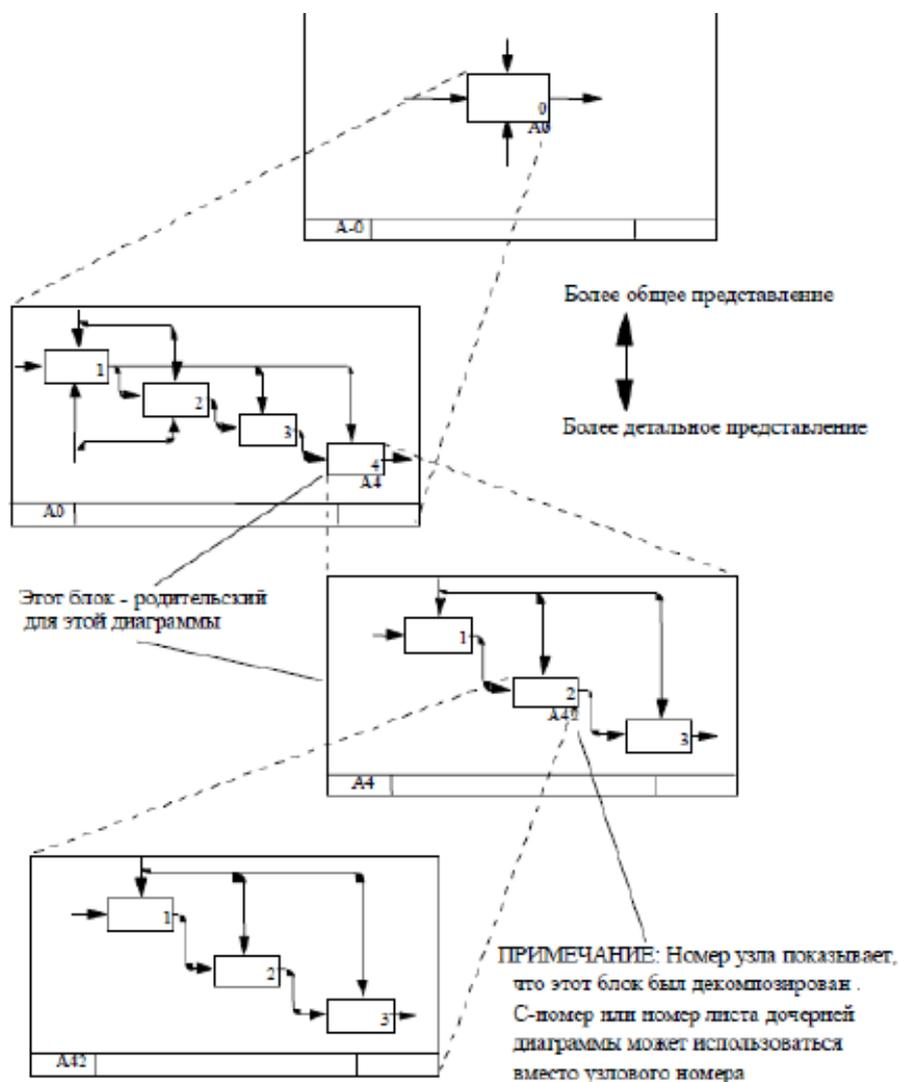 0
A0
A-0
Более общее представление
Более детальное представление
1
2
3
4
A4
A0
Этот блок - родительский
для этой диаграммы
1
2
A42
3
A4
1
2
3
A42
ПРИМЕЧАНИЕ: Номер узла показывает,
что этот блок был декомпозирован .
С-номер или номер листа дочерней
диаграммы может использоваться
вместо узлового номера